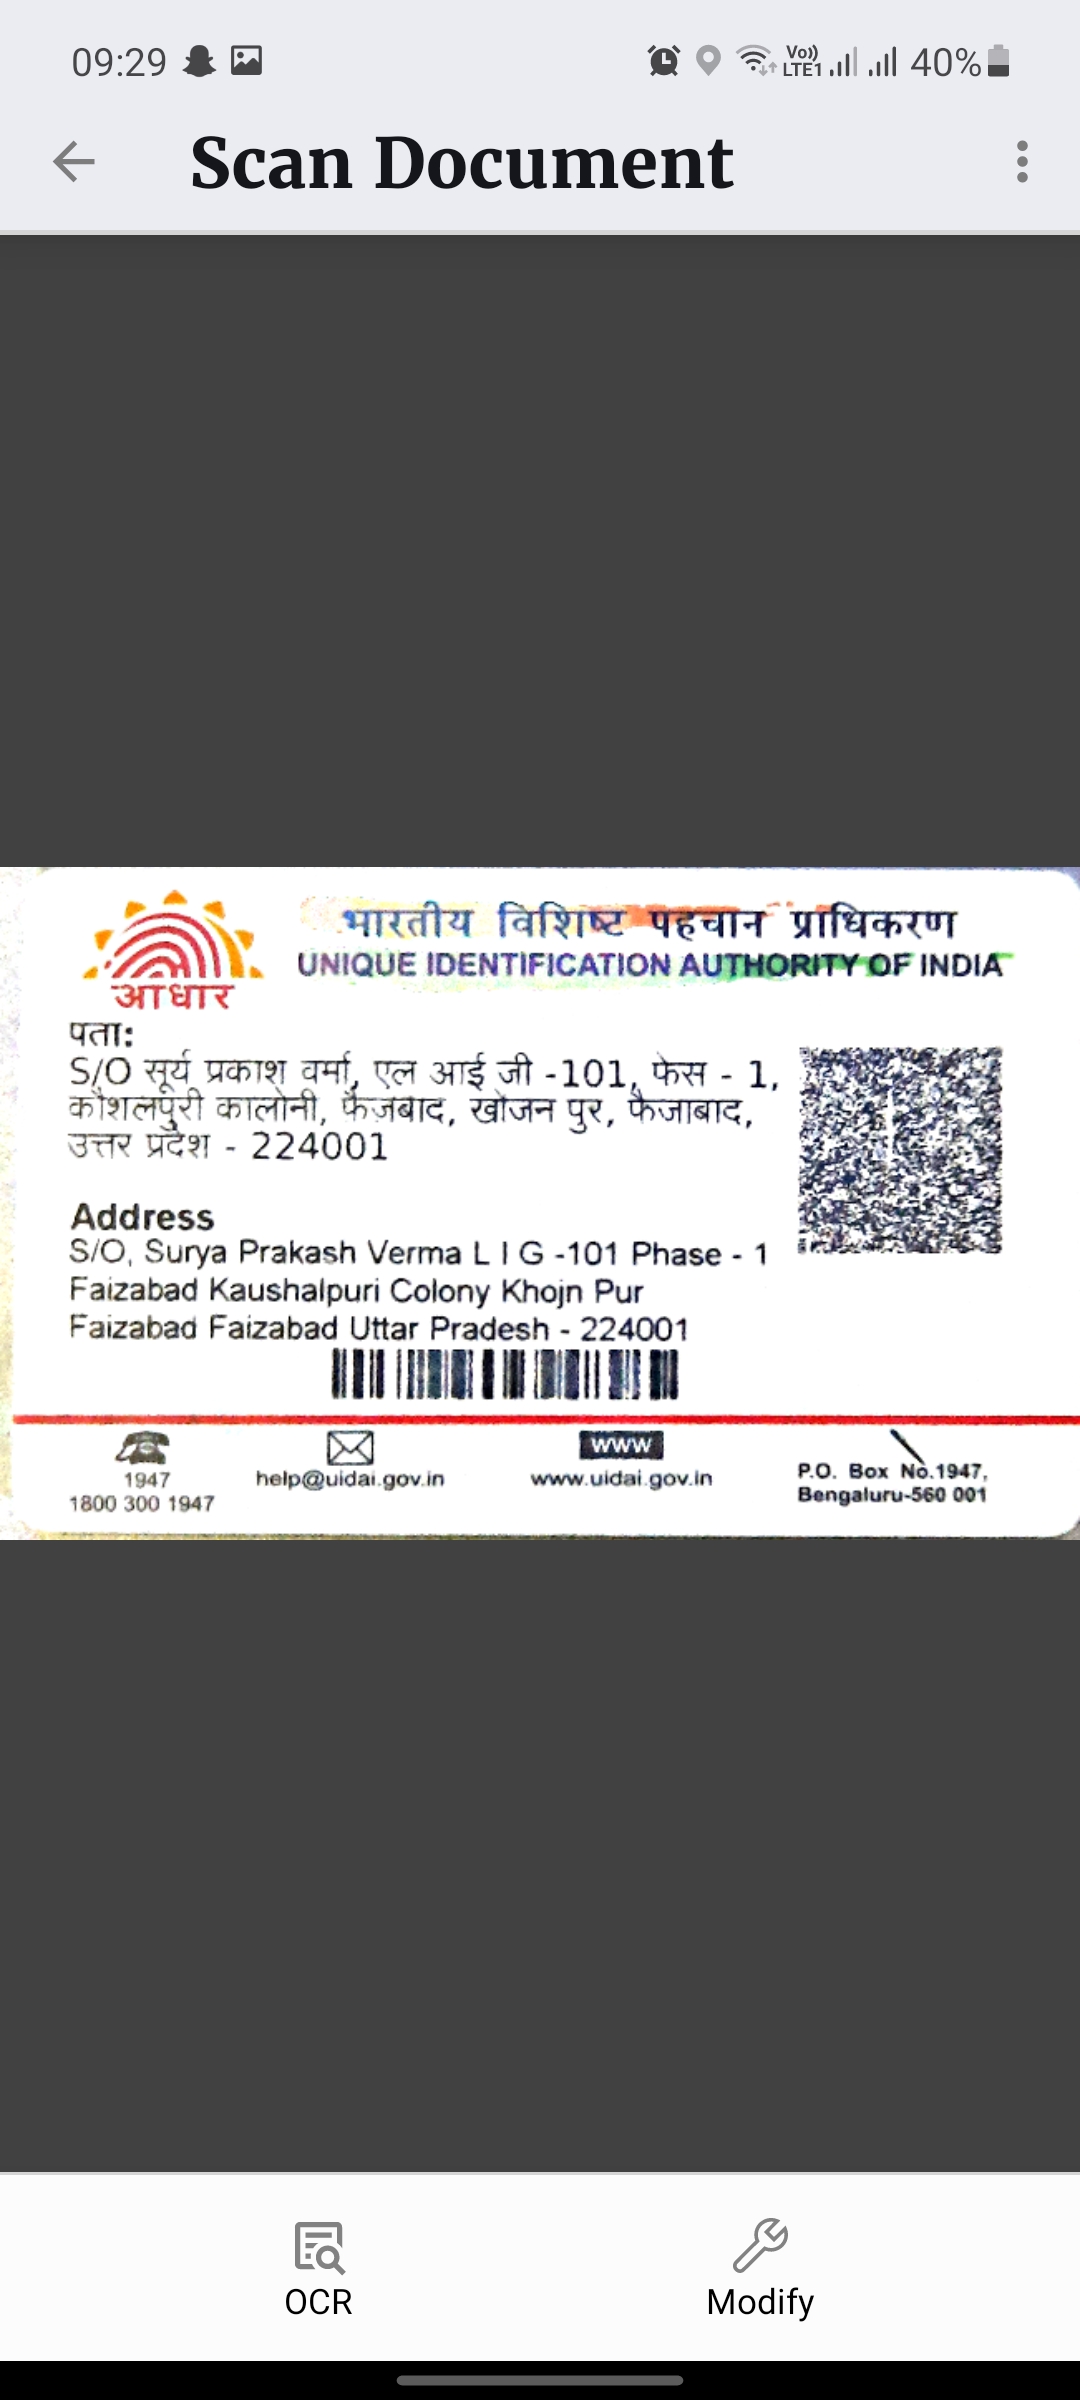 09:29 Vo)) LTE1 40%
Scan Document
भारतीय विशिष्ट पहचान प्राधिकरण
UNIQUE IDENTIFICATION AUTHORITY OF INDIA
आधार
पता:
S/O सूर्य प्रकाश वर्मा, एल आई जी -101, फेस - 1,
कौशलपुरी कालोनी, फैजबाद, खोजन पुर, फैजाबाद,
उत्तर प्रदेश - 224001
Address
S/O, Surya Prakash Verma L I G -101 Phase - 1
Faizabad Kaushalpuri Colony Khojn Pur
Faizabad Faizabad Uttar Pradesh - 224001
1947
1800 300 1947
help@uidai.gov.in
www
www.uidai.gov.in
P.O. Box No.1947,
Bengaluru-560 001
OCR
Modify